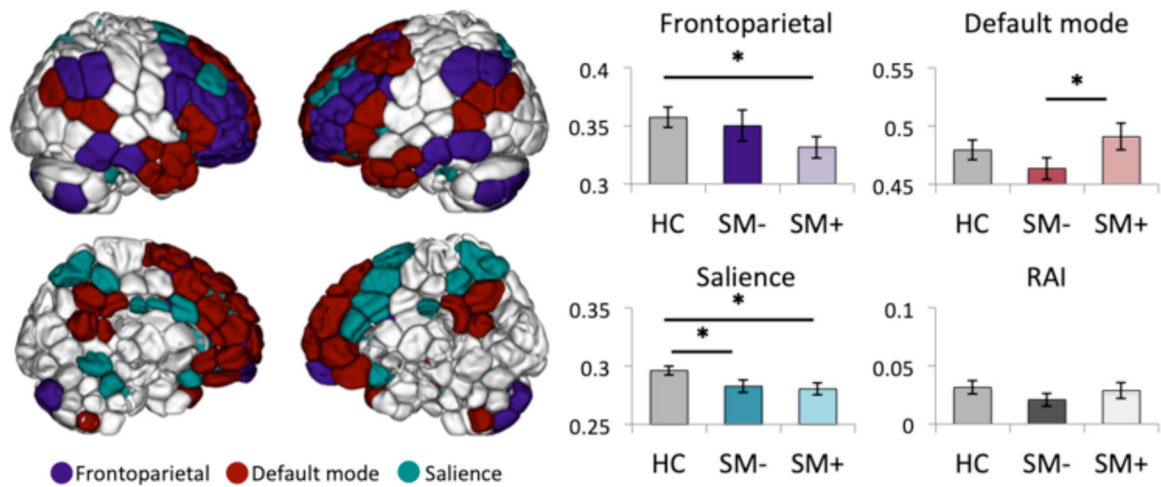 Frontoparietal
*
0.4
0.35
0.3
HC SM- SM+
Default mode
*
0.55
0.5
0.45
HC SM- SM+
Salience
*
*
0.35
0.3
0.25
HC SM- SM+
RAI
0.1
0.05
0
HC SM- SM+
Frontoparietal Default mode Salience